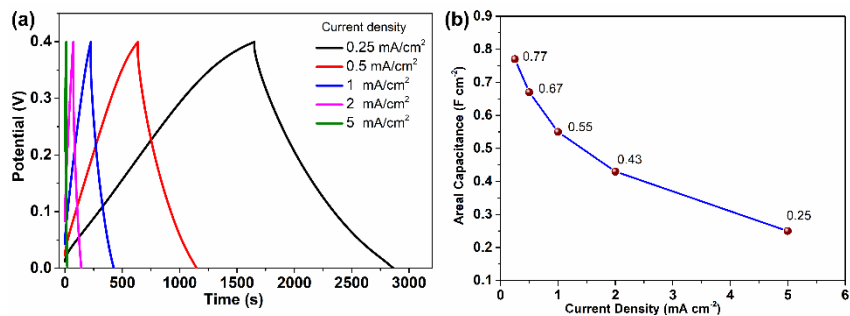 (a)
Current density
0.25 mA/cm²
0.5 mA/cm²
1 mA/cm²
2 mA/cm²
5 mA/cm²
Potential (V)
0.4
0.3
0.2
0.1
0.0
0 500 1000 1500 2000 2500 3000
Time (s)
(b)
Areal Capacitance (F cm⁻²)
0.9
0.8
0.7
0.6
0.5
0.4
0.3
0.2
0.1
0.77
0.67
0.55
0.43
0.25
0 1 2 3 4 5 6
Current Density (mA cm⁻²)